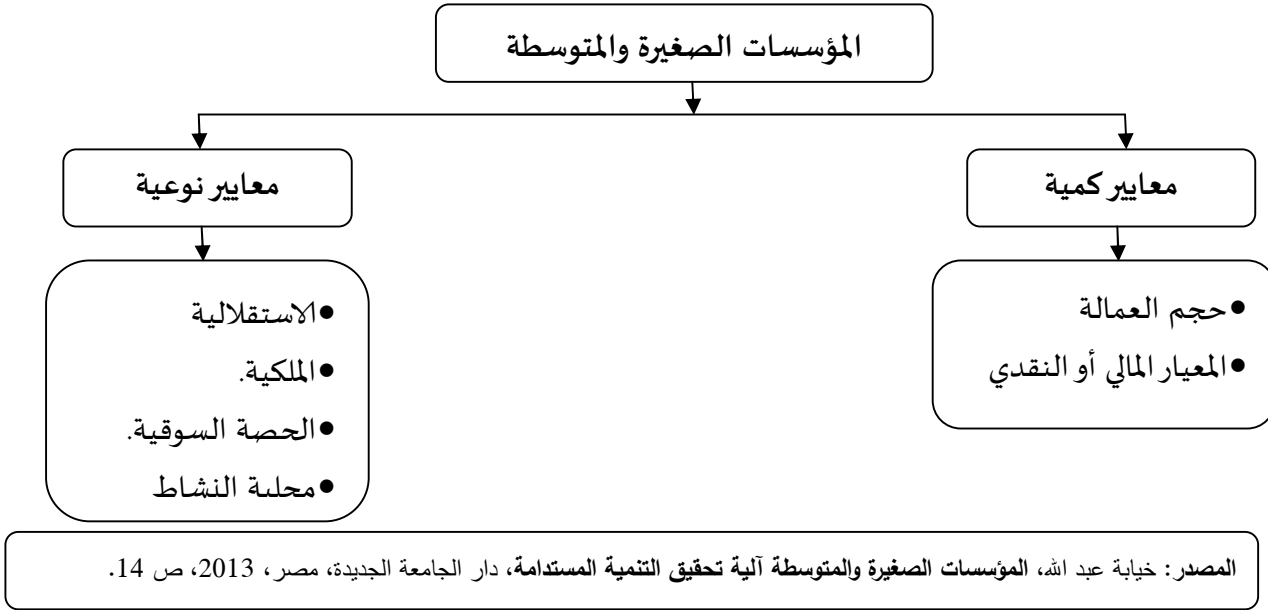 المؤسسات الصغيرة والمتوسطة
معايير كمية
معايير نوعية
•حجم العمالة
•المعيار المالي أو النقدي
•الاستقلالية
•الملكية.
•الحصة السوقية.
•محلية النشاط
المصدر: خيابة عبد الله، المؤسسات الصغيرة والمتوسطة آلية تحقيق التنمية المستدامة، دار الجامعة الجديدة، مصر، 2013، ص 14.